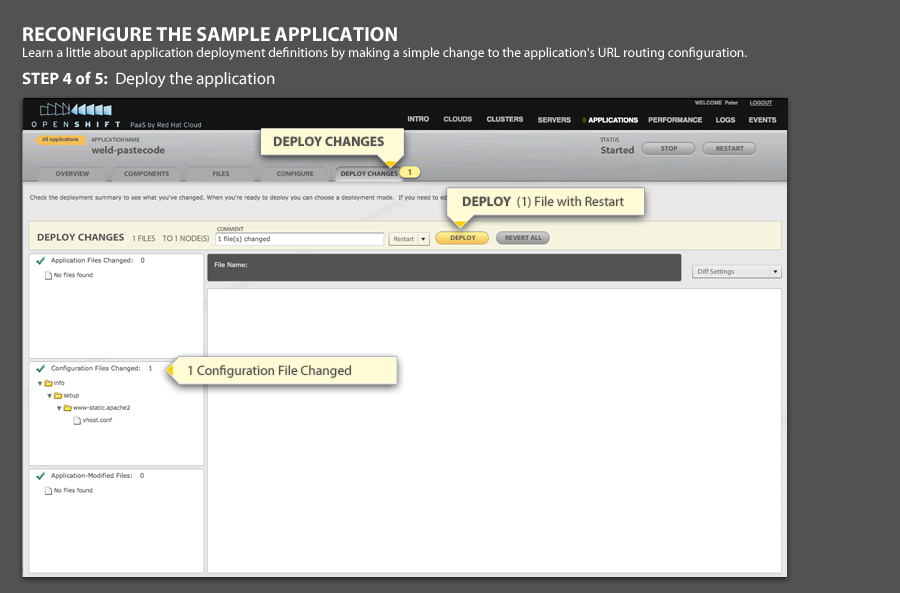 RECONFIGURE THE SAMPLE APPLICATION
Learn a little about application deployment definitions by making a simple change to the application's URL routing configuration.
STEP 4 of 5: Deploy the application
WELCOME Peter LOGOUT
OPENSHIFT PaaS by Red Hat Cloud
INTRO CLOUDS CLUSTERS SERVERS APPLICATIONS PERFORMANCE LOGS EVENTS
All Applications APPLICATION NAME
weld-pastecode
STATUS
Started STOP RESTART
DEPLOY CHANGES
OVERVIEW COMPONENTS FILES CONFIGURE DEPLOY CHANGES 1
Check the deployment summary to see what you've changed. When you're ready to deploy you can choose a deployment mode. If you need to ed
DEPLOY (1) File with Restart
COMMENT
DEPLOY CHANGES 1 FILES TO 1 NODE(S) 1 file(s) changed Restart DEPLOY REVERT ALL
Application Files Changed: 0
No files found
File Name:
Diff Settings
Configuration Files Changed: 1
1 Configuration File Changed
info
setup
www-static.apache2
vhost.conf
Application-Modified Files: 0
No files found